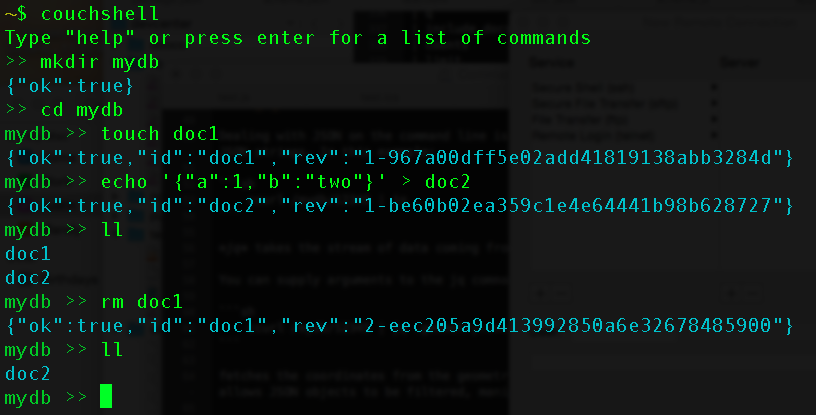 ~$ couchshell
Type "help" or press enter for a list of commands
>> mkdir mydb
{"ok":true}
>> cd mydb
mydb >> touch doc1
{"ok":true,"id":"doc1","rev":"1-967a00dff5e02add41819138abb3284d"}
mydb >> echo '{"a":1,"b":"two"}' > doc2
{"ok":true,"id":"doc2","rev":"1-be60b02ea359c1e4e64441b98b628727"}
mydb >> ll
doc1
doc2
mydb >> rm doc1
{"ok":true,"id":"doc1","rev":"2-eec205a9d413992850a6e32678485900"}
mydb >> ll
doc2
mydb >>